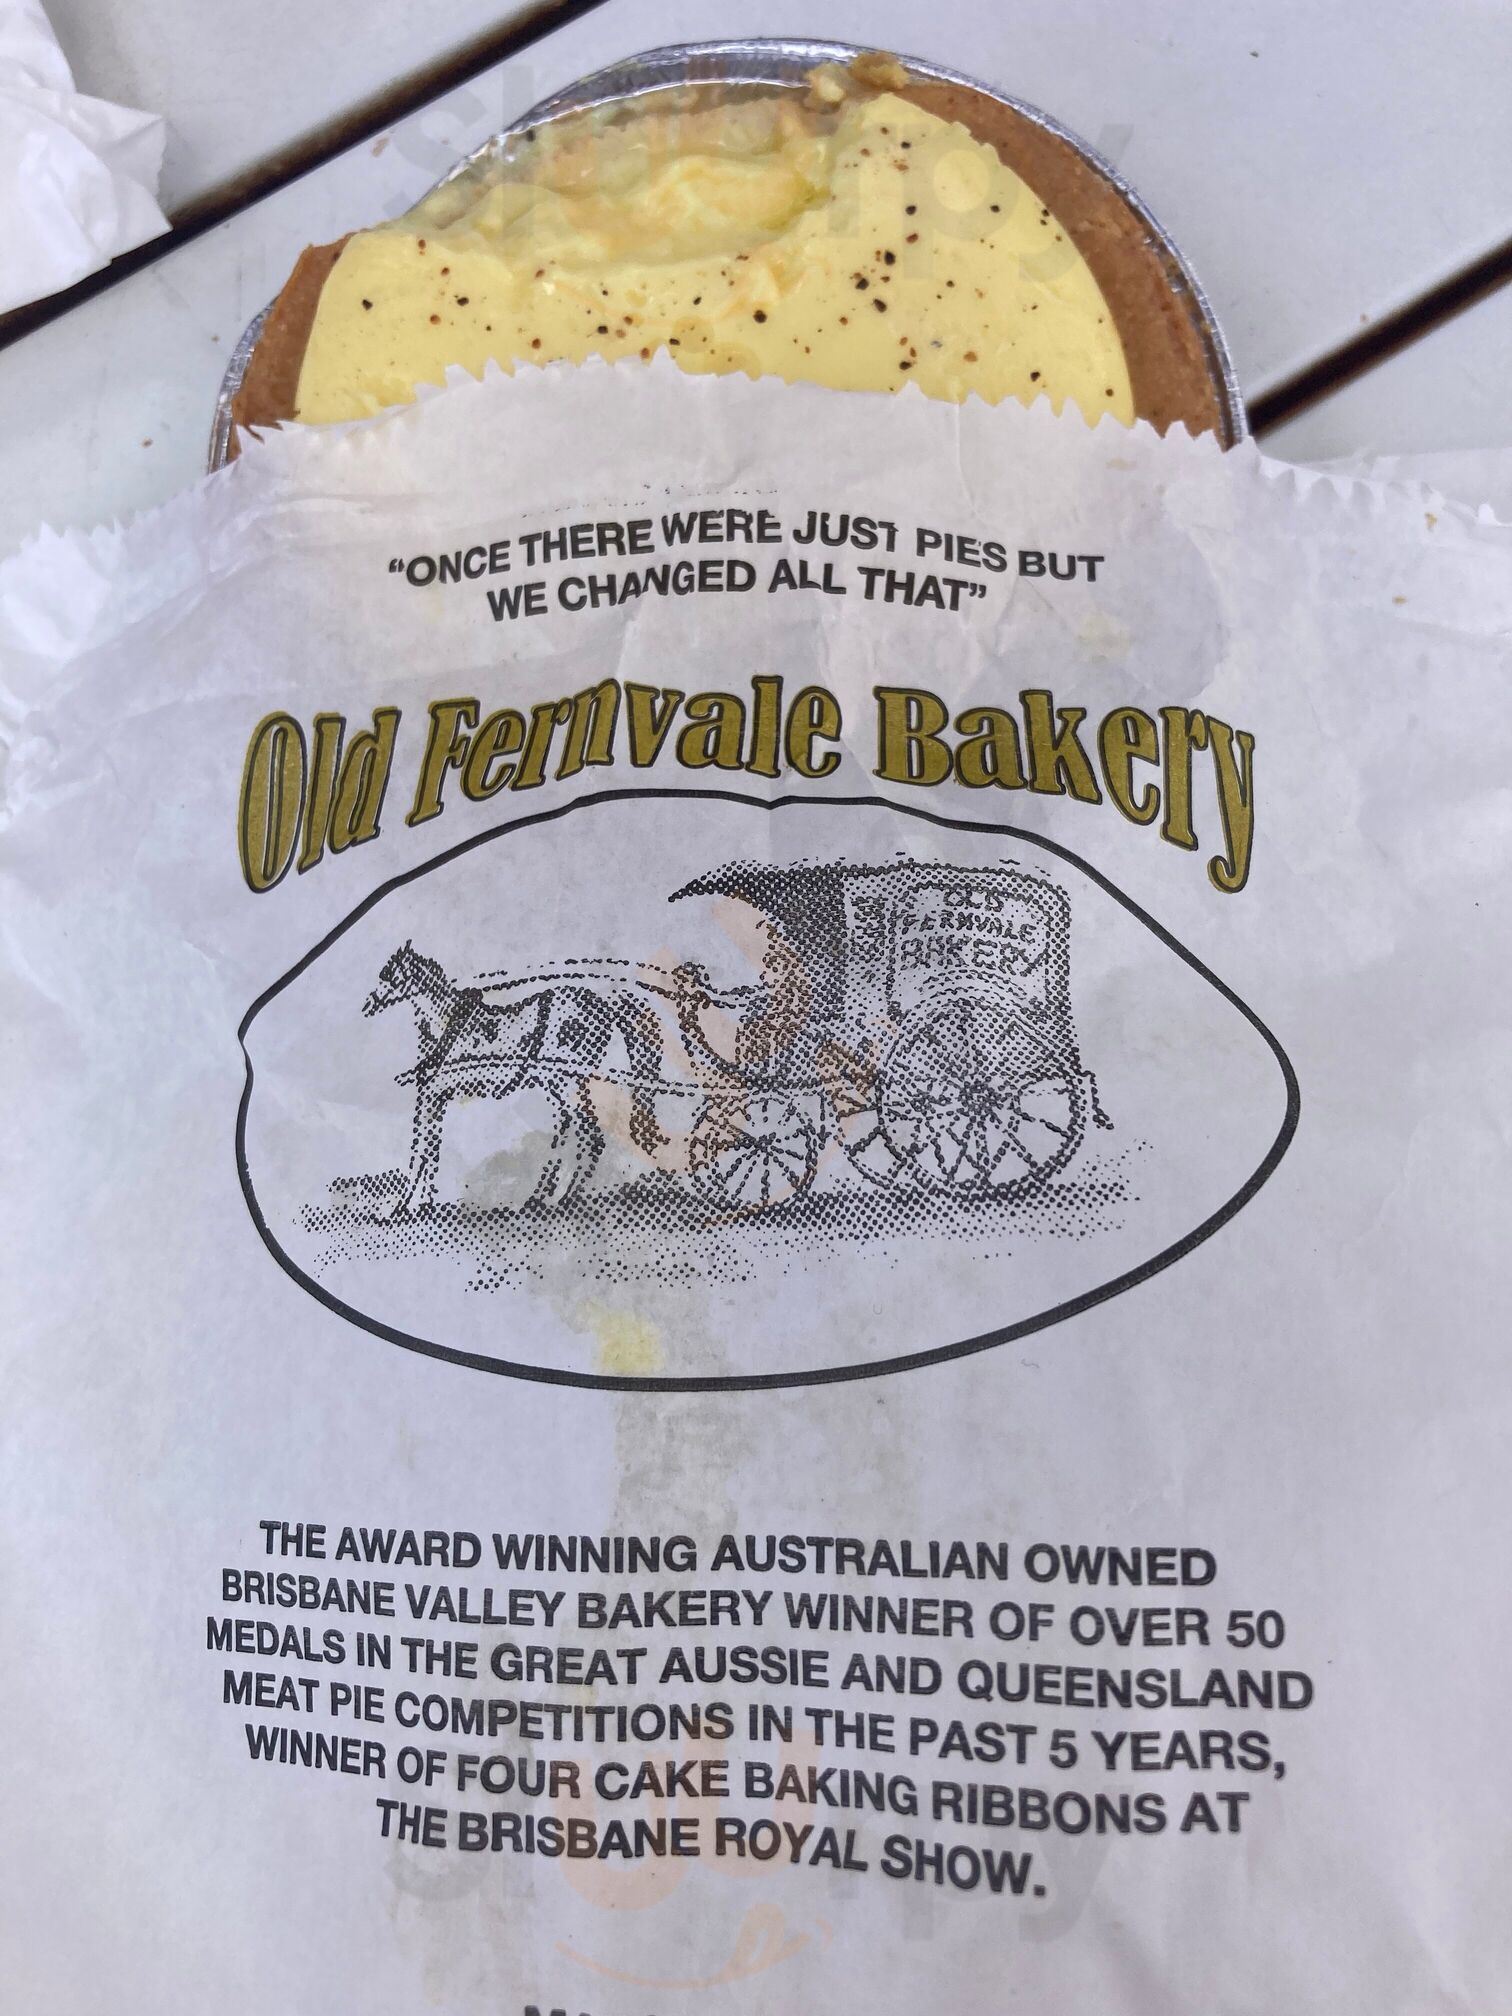 “ONCE THERE WERE JUST PIES BUT
WE CHANGED ALL THAT”
Old Fernvale Bakery
OLD
FERNVALE
BAKERY
THE AWARD WINNING AUSTRALIAN OWNED
BRISBANE VALLEY BAKERY WINNER OF OVER 50
MEDALS IN THE GREAT AUSSIE AND QUEENSLAND
MEAT PIE COMPETITIONS IN THE PAST 5 YEARS,
WINNER OF FOUR CAKE BAKING RIBBONS AT
THE BRISBANE ROYAL SHOW.